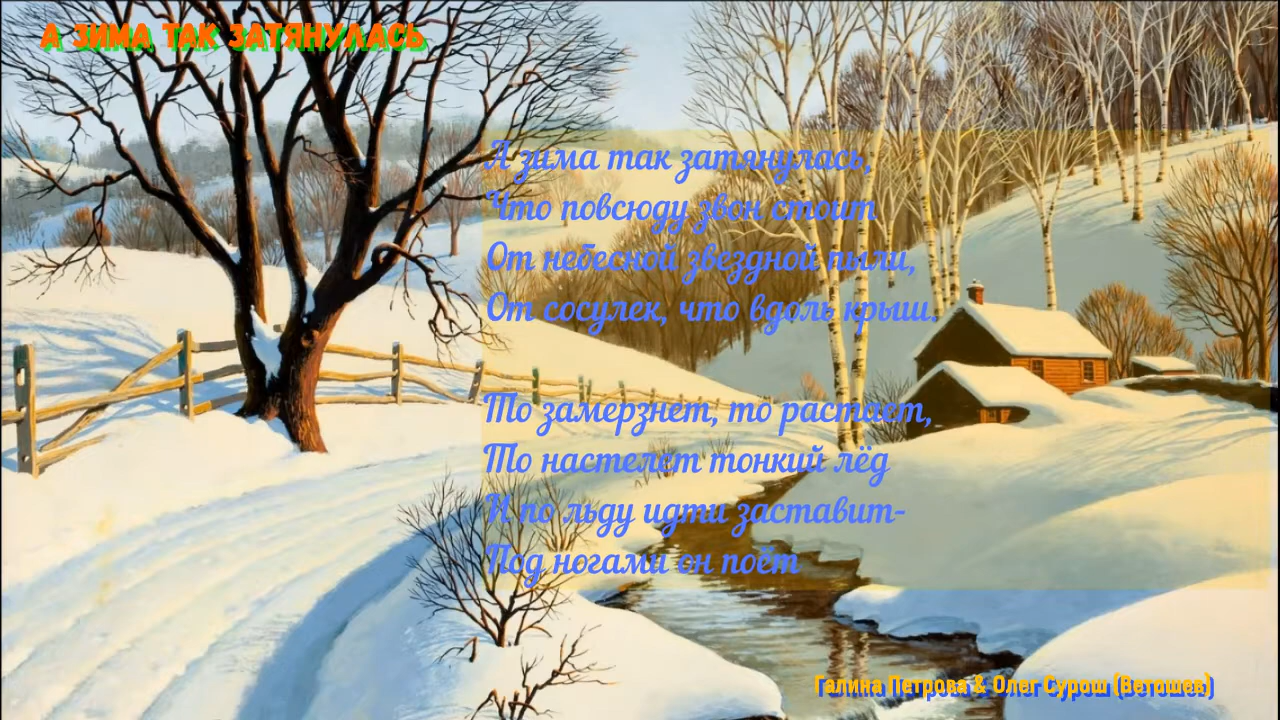 А ЗИМА ТАК ЗАТЯНУЛАСЬ
А зима так затянулась,
Что повсюду звон стоит
От небесной звездной пыли,
От сосулек, что вдоль крыш.
То замерзнет, то растает,
То настелет тонкий лёд
И по льду идти заставит-
Под ногами он поёт
Галина Петрова & Олег Сурош (Ветошев)